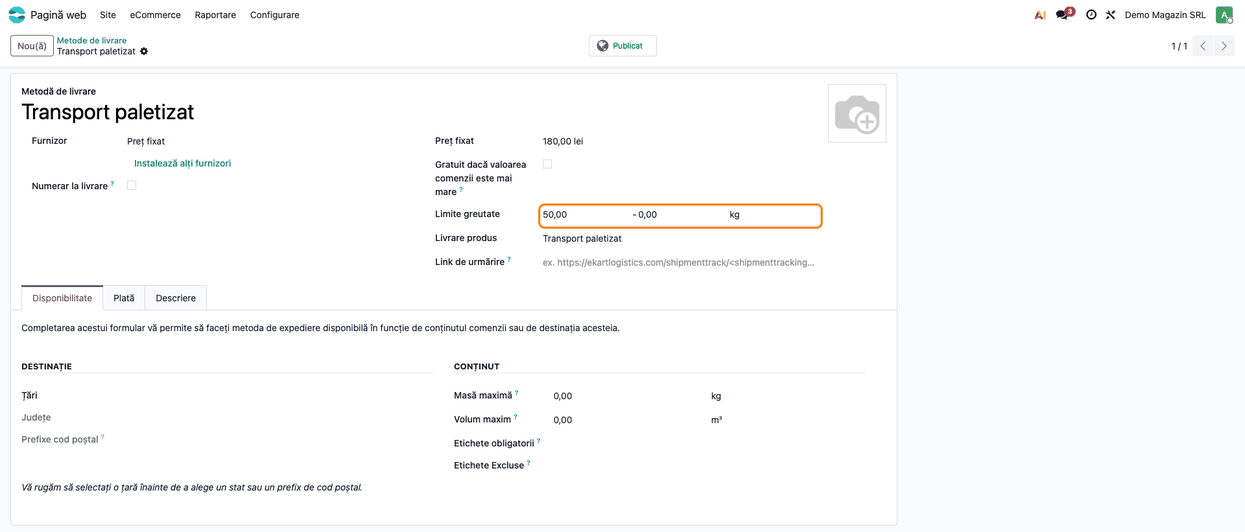 Pagină web Site eCommerce Raportare Configurare AI 3 Demo Magazin SRL A
Nou(ă) Metode de livrare
Transport paletizat
Publicat
1 / 1
Metodă de livrare
Transport paletizat
Furnizor Preț fixat
Instalează alți furnizori
Numerar la livrare ?
Preț fixat 180,00 lei
Gratuit dacă valoarea
comenzii este mai
mare ?
Limite greutate 50,00 - 0,00 kg
Livrare produs Transport paletizat
Link de urmărire ? ex. https://ekartlogistics.com/shipmenttrack/<shipmenttracking...
Disponibilitate Plată Descriere
Completarea acestui formular vă permite să faceți metoda de expediere disponibilă în funcție de conținutul comenzii sau de destinația acesteia.
DESTINAȚIE
Țări
Județe
Prefixe cod poștal ?
CONȚINUT
Masă maximă ? 0,00 kg
Volum maxim ? 0,00 m³
Etichete obligatorii ?
Etichete Excluse ?
Vă rugăm să selectați o țară înainte de a alege un stat sau un prefix de cod poștal.